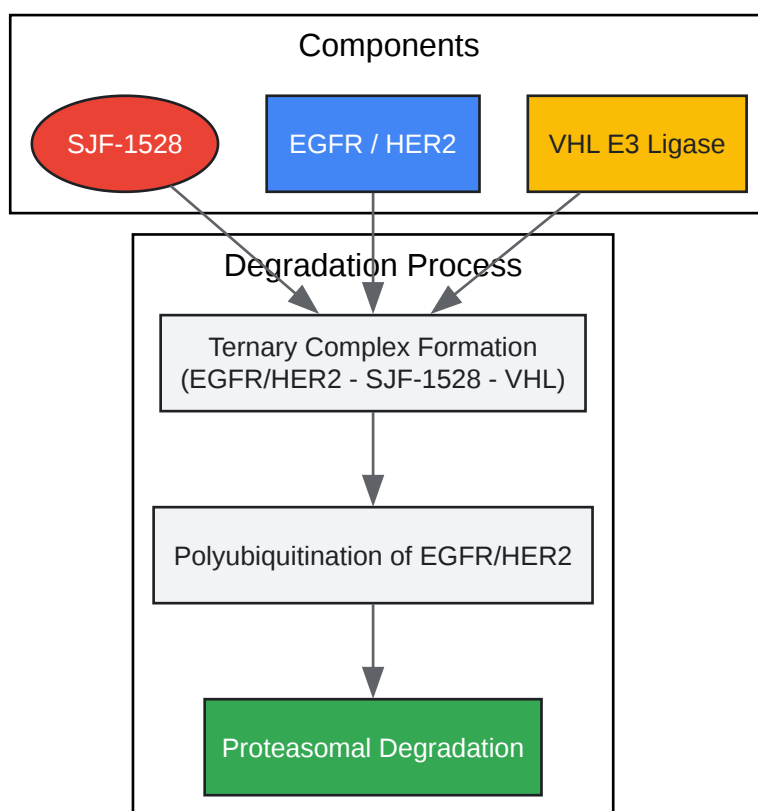 Components
SJF-1528
EGFR / HER2
VHL E3 Ligase
Degradation Process
Ternary Complex Formation
(EGFR/HER2 - SJF-1528 - VHL)
Polyubiquitination of EGFR/HER2
Proteasomal Degradation